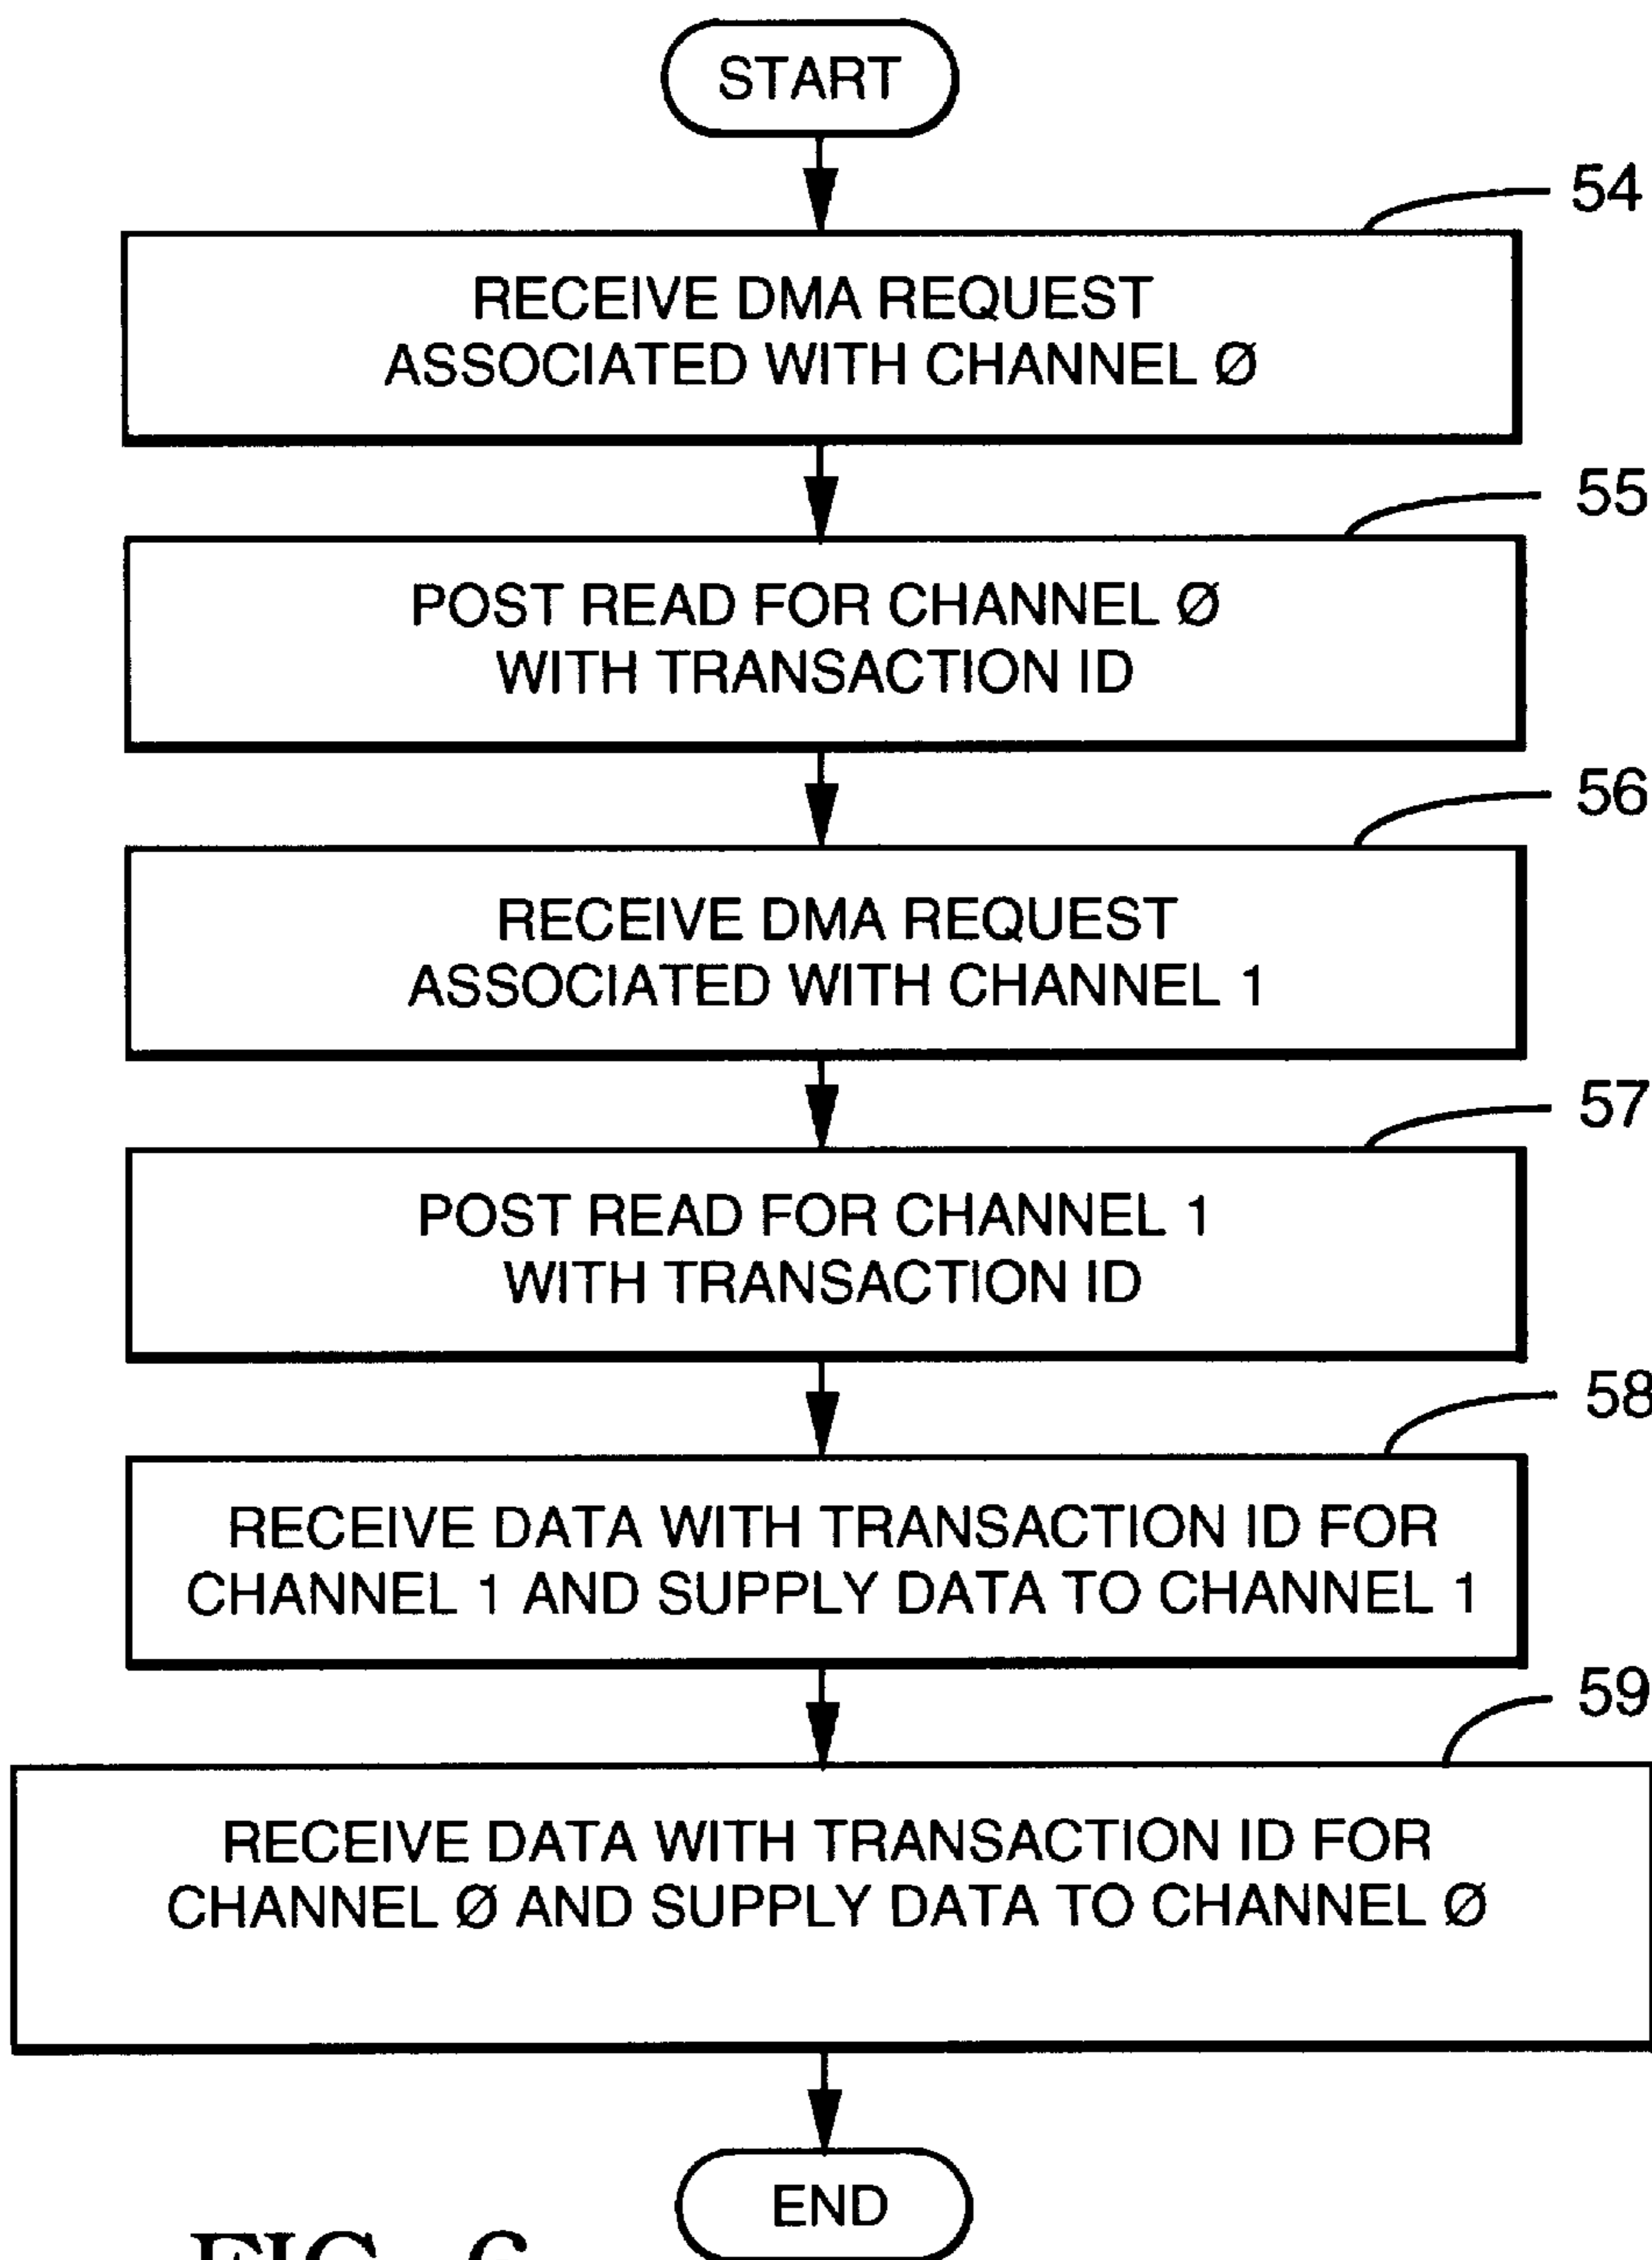 START
54
RECEIVE DMA REQUEST
ASSOCIATED WITH CHANNEL Ø
55
POST READ FOR CHANNEL Ø
WITH TRANSACTION ID
56
RECEIVE DMA REQUEST
ASSOCIATED WITH CHANNEL 1
57
POST READ FOR CHANNEL 1
WITH TRANSACTION ID
58
RECEIVE DATA WITH TRANSACTION ID FOR
CHANNEL 1 AND SUPPLY DATA TO CHANNEL 1
59
RECEIVE DATA WITH TRANSACTION ID FOR
CHANNEL Ø AND SUPPLY DATA TO CHANNEL Ø
END
FIG. 6